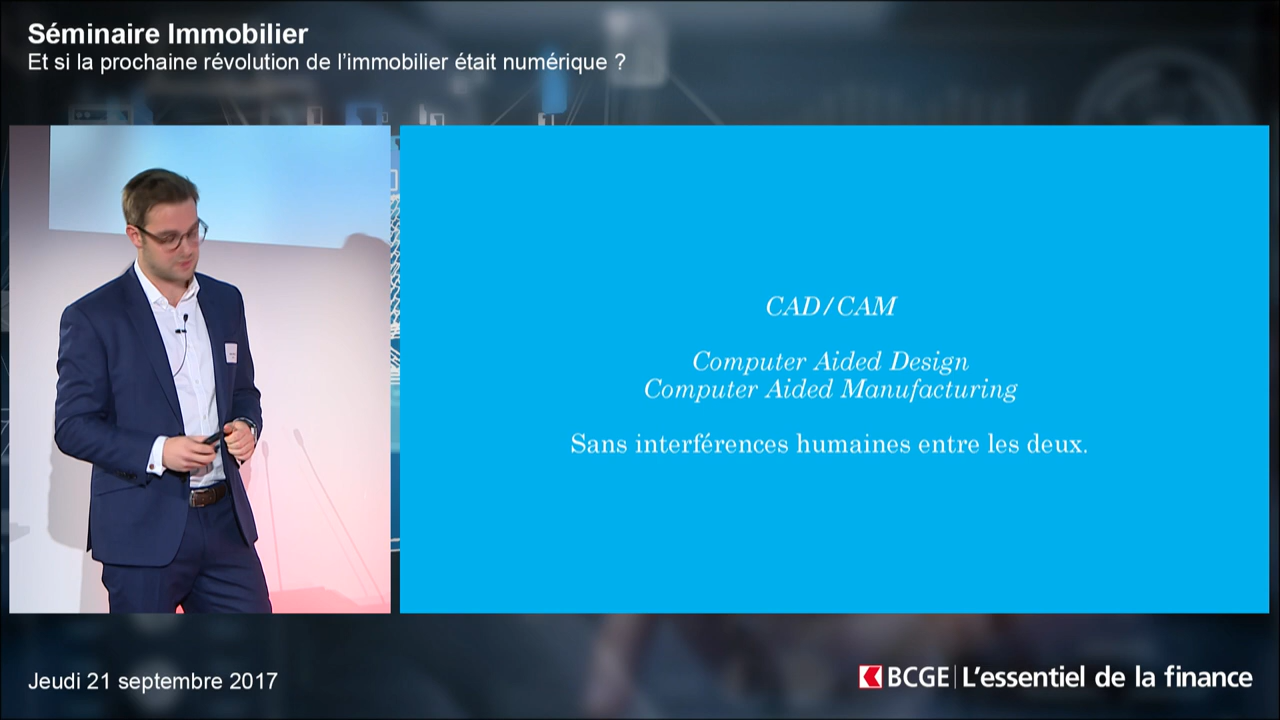 Séminaire Immobilier
Et si la prochaine révolution de l’immobilier était numérique ?
CAD/CAM
Computer Aided Design
Computer Aided Manufacturing
Sans interférences humaines entre les deux.
Jeudi 21 septembre 2017
BCGE | L’essentiel de la finance